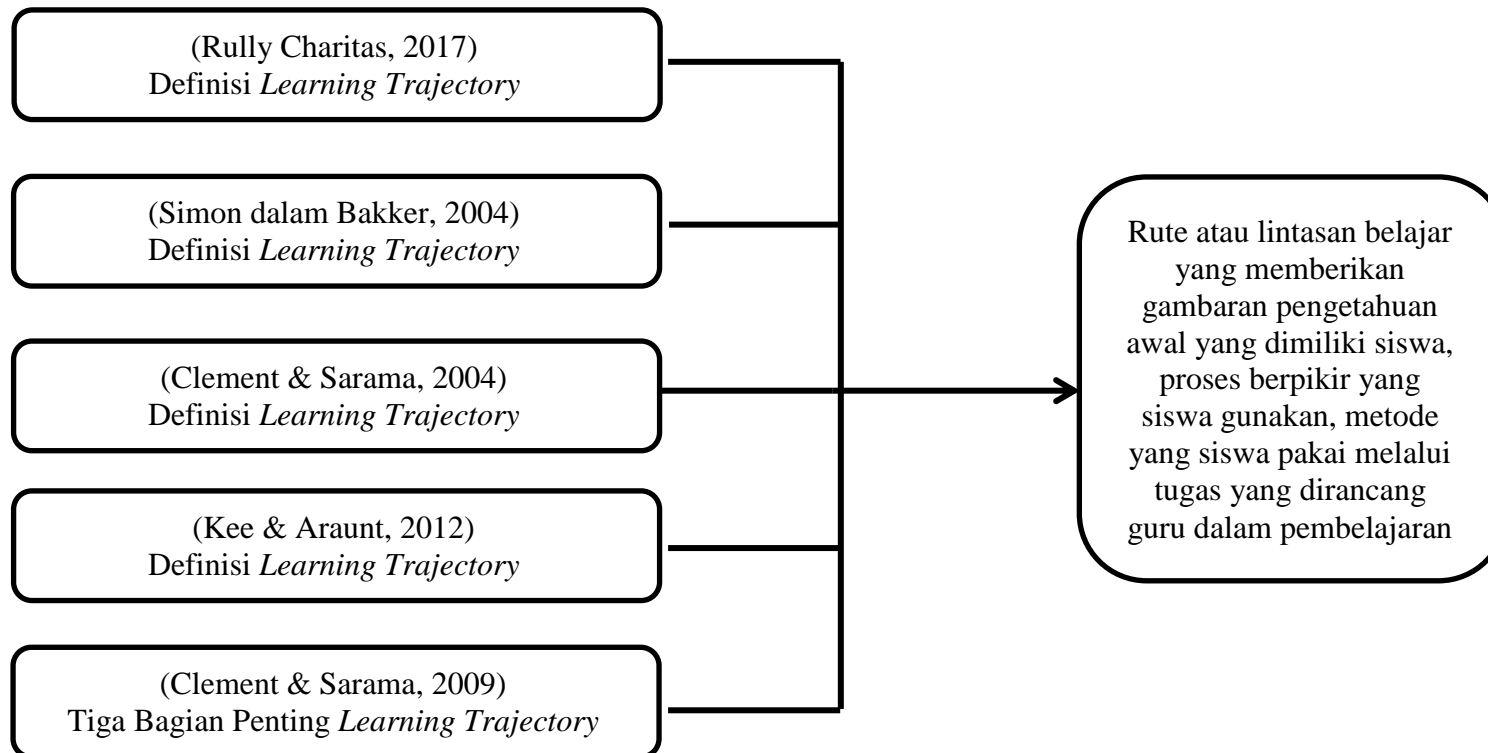 (Rully Charitas, 2017)
Definisi Learning Trajectory
(Simon dalam Bakker, 2004)
Definisi Learning Trajectory
(Clement & Sarama, 2004)
Definisi Learning Trajectory
(Kee & Araunt, 2012)
Definisi Learning Trajectory
(Clement & Sarama, 2009)
Tiga Bagian Penting Learning Trajectory
Rute atau lintasan belajar
yang memberikan
gambaran pengetahuan
awal yang dimiliki siswa,
proses berpikir yang
siswa gunakan, metode
yang siswa pakai melalui
tugas yang dirancang
guru dalam pembelajaran